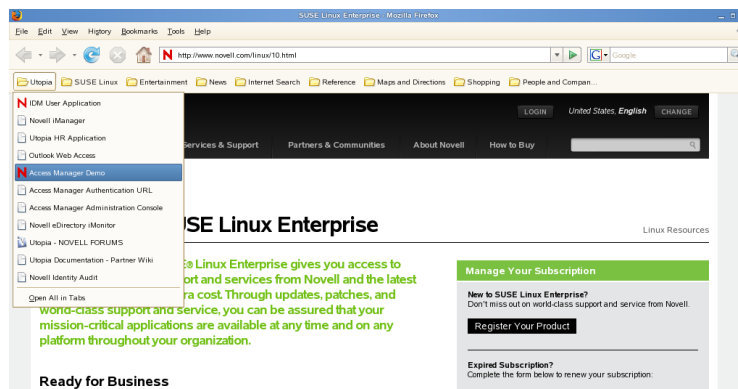 SUSE Linux Enterprise - Mozilla Firefox
File Edit View History Bookmarks Tools Help
http://www.novell.com/linux/10.html
Google
Utopia SUSE Linux Entertainment News Internet Search Reference Maps and Directions Shopping People and Compan...
IDM User Application
Novell iManager
Utopia HR Application
Outlook Web Access
Access Manager Demo
Access Manager Authentication URL
Access Manager Administration Console
Novell eDirectory iMonitor
Utopia - NOVELL FORUMS
Utopia Documentation - Partner Wiki
Novell Identity Audit
Open All in Tabs
LOGIN United States, English CHANGE
Services & Support Partners & Communities About Novell How to Buy
USE Linux Enterprise
Linux Resources
E® Linux Enterprise gives you access to
ort and services from Novell and the latest
ra cost. Through updates, patches, and
world-class support and service, you can be assured that your
mission-critical applications are available at any time and on any
platform throughout your organization.
Ready for Business
Manage Your Subscription
New to SUSE Linux Enterprise?
Don't miss out on world-class support and service from Novell.
Register Your Product
Expired Subscription?
Complete the form below to renew your subscription: